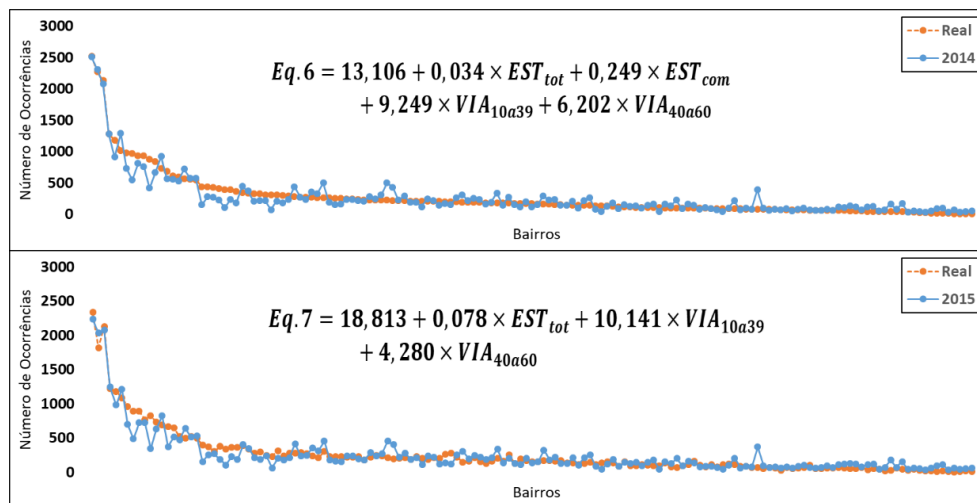 3000
2500
2000
1500
1000
500
0
Número de Ocorrências
Bairros
Real
2014
Eq. 6 = 13,106 + 0,034 × EST_tot + 0,249 × EST_com
+ 9,249 × VIA_10a39 + 6,202 × VIA_40a60
3000
2500
2000
1500
1000
500
0
Número de Ocorrências
Bairros
Real
2015
Eq. 7 = 18,813 + 0,078 × EST_tot + 10,141 × VIA_10a39
+ 4,280 × VIA_40a60